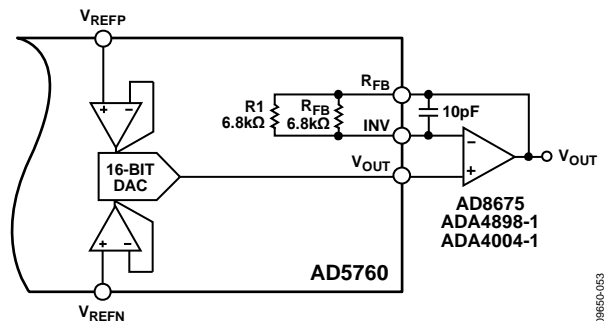 VREFP
R1
6.8kΩ
RFB
6.8kΩ
RFB
INV
VOUT
10pF
16-BIT
DAC
VOUT
AD8675
ADA4898-1
ADA4004-1
AD5760
VREFN
09650-053
+ −
+ −
−
+